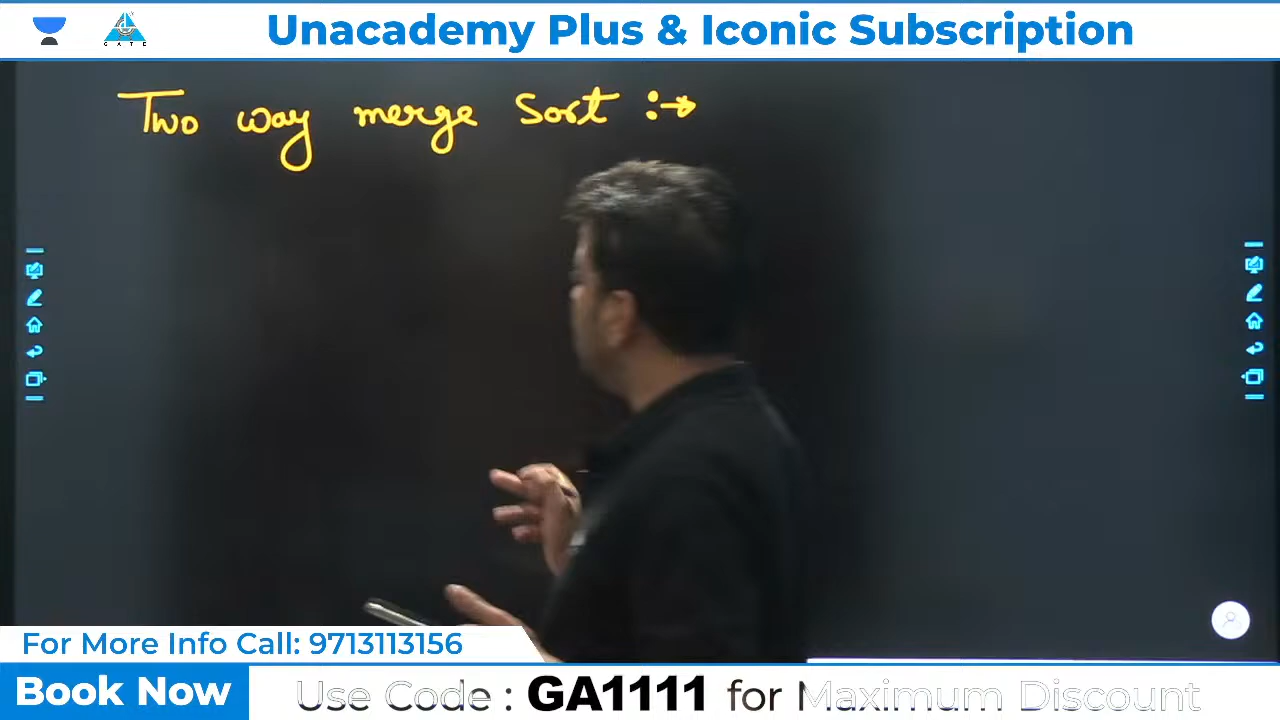 Unacademy Plus & Iconic Subscription
GATE
Two way merge Sort :→
For More Info Call: 9713113156
Book Now
Use Code : GA1111 for Maximum Discount